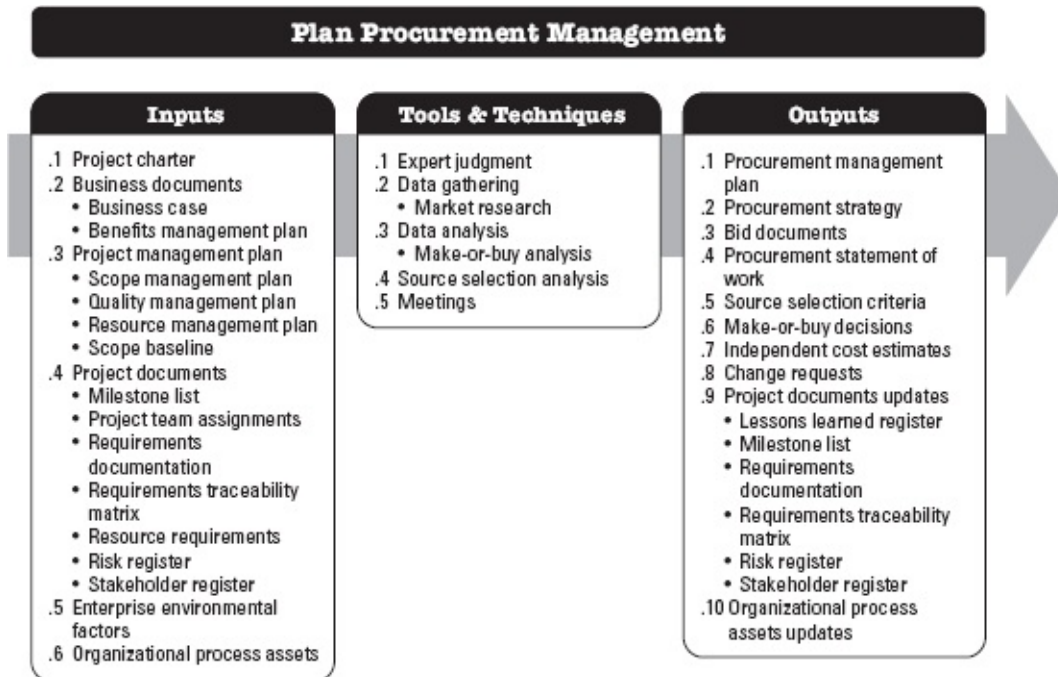 Plan Procurement Management
Inputs
.1 Project charter
.2 Business documents
• Business case
• Benefits management plan
.3 Project management plan
• Scope management plan
• Quality management plan
• Resource management plan
• Scope baseline
.4 Project documents
• Milestone list
• Project team assignments
• Requirements
documentation
• Requirements traceability
matrix
• Resource requirements
• Risk register
• Stakeholder register
.5 Enterprise environmental
factors
.6 Organizational process assets
Tools & Techniques
.1 Expert judgment
.2 Data gathering
• Market research
.3 Data analysis
• Make-or-buy analysis
.4 Source selection analysis
.5 Meetings
Outputs
.1 Procurement management
plan
.2 Procurement strategy
.3 Bid documents
.4 Procurement statement of
work
.5 Source selection criteria
.6 Make-or-buy decisions
.7 Independent cost estimates
.8 Change requests
.9 Project documents updates
• Lessons learned register
• Milestone list
• Requirements
documentation
• Requirements traceability
matrix
• Risk register
• Stakeholder register
.10 Organizational process
assets updates